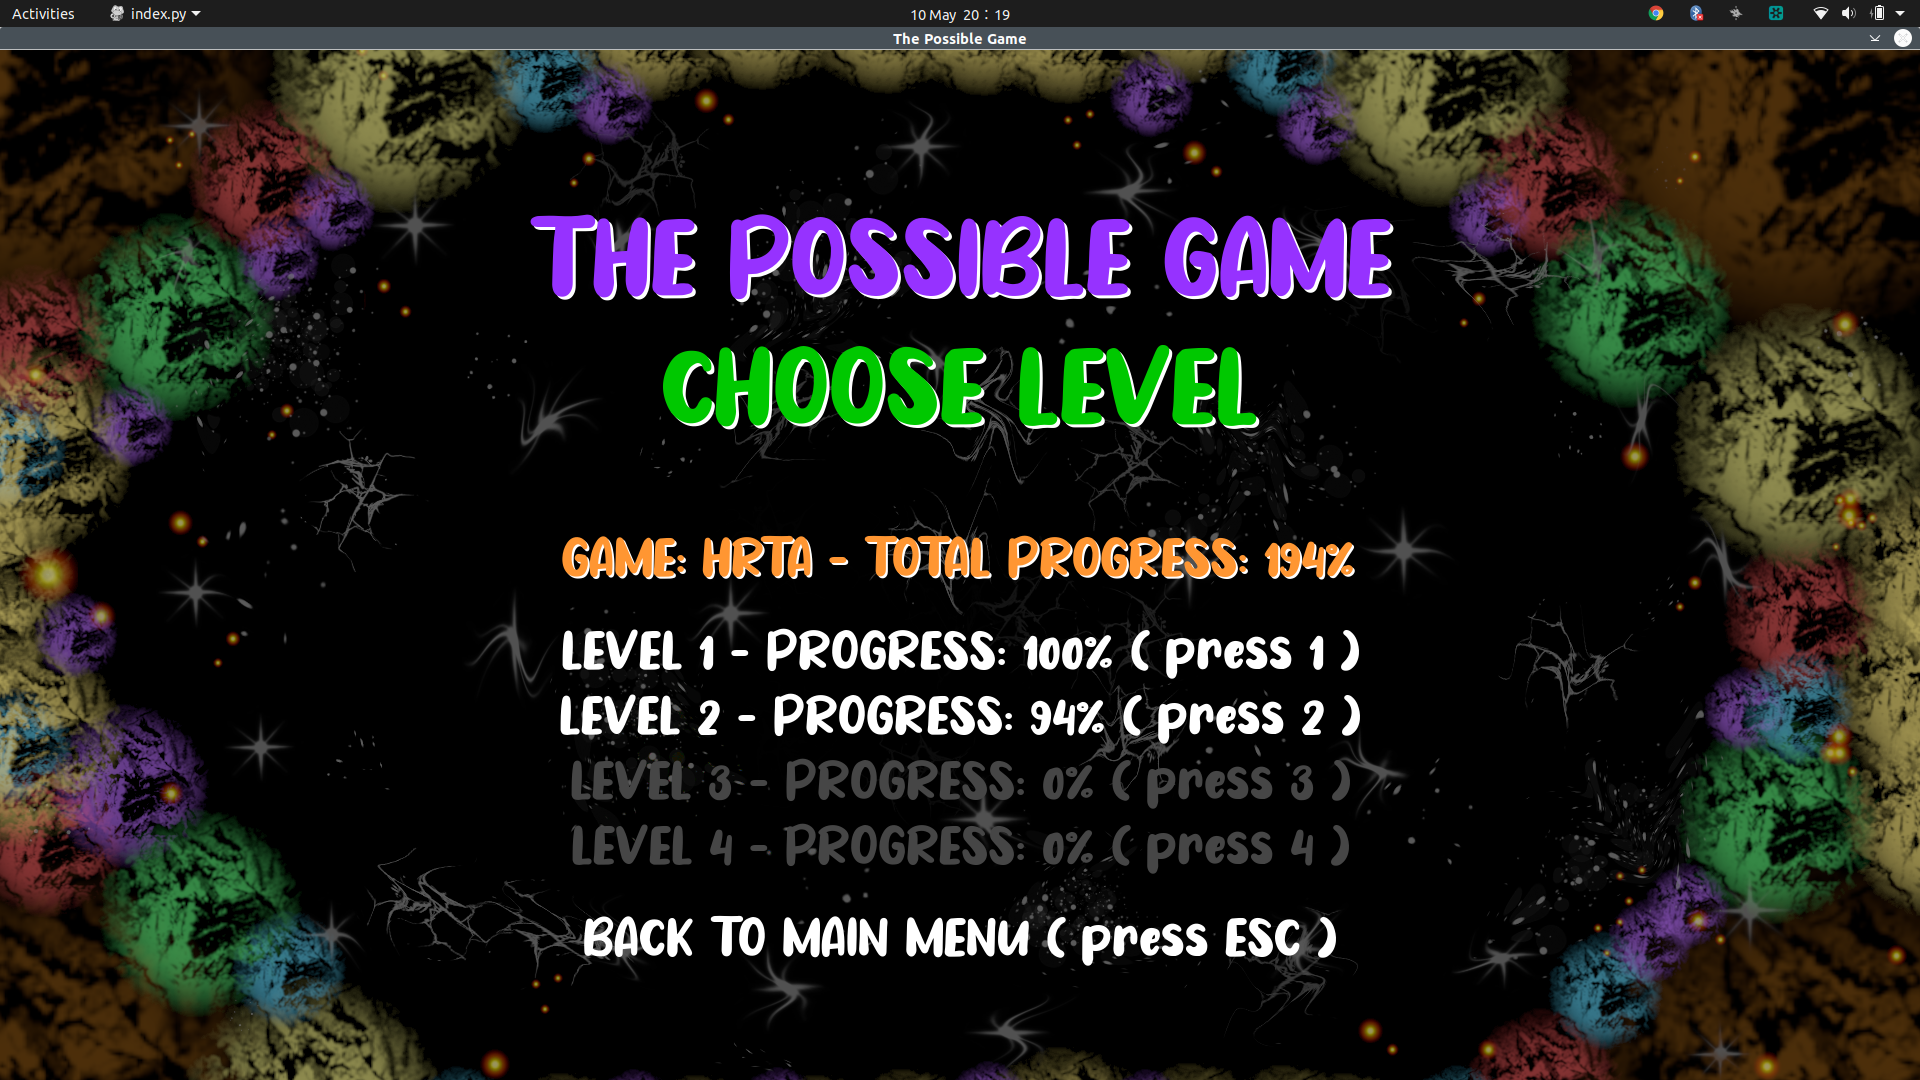 Activities index.py 10 May 20:19
The Possible Game
THE POSSIBLE GAME
CHOOSE LEVEL
GAME: HRTA - TOTAL PROGRESS: 194%
LEVEL 1 - PROGRESS: 100% ( press 1 )
LEVEL 2 - PROGRESS: 94% ( press 2 )
LEVEL 3 - PROGRESS: 0% ( press 3 )
LEVEL 4 - PROGRESS: 0% ( press 4 )
BACK TO MAIN MENU ( press ESC )